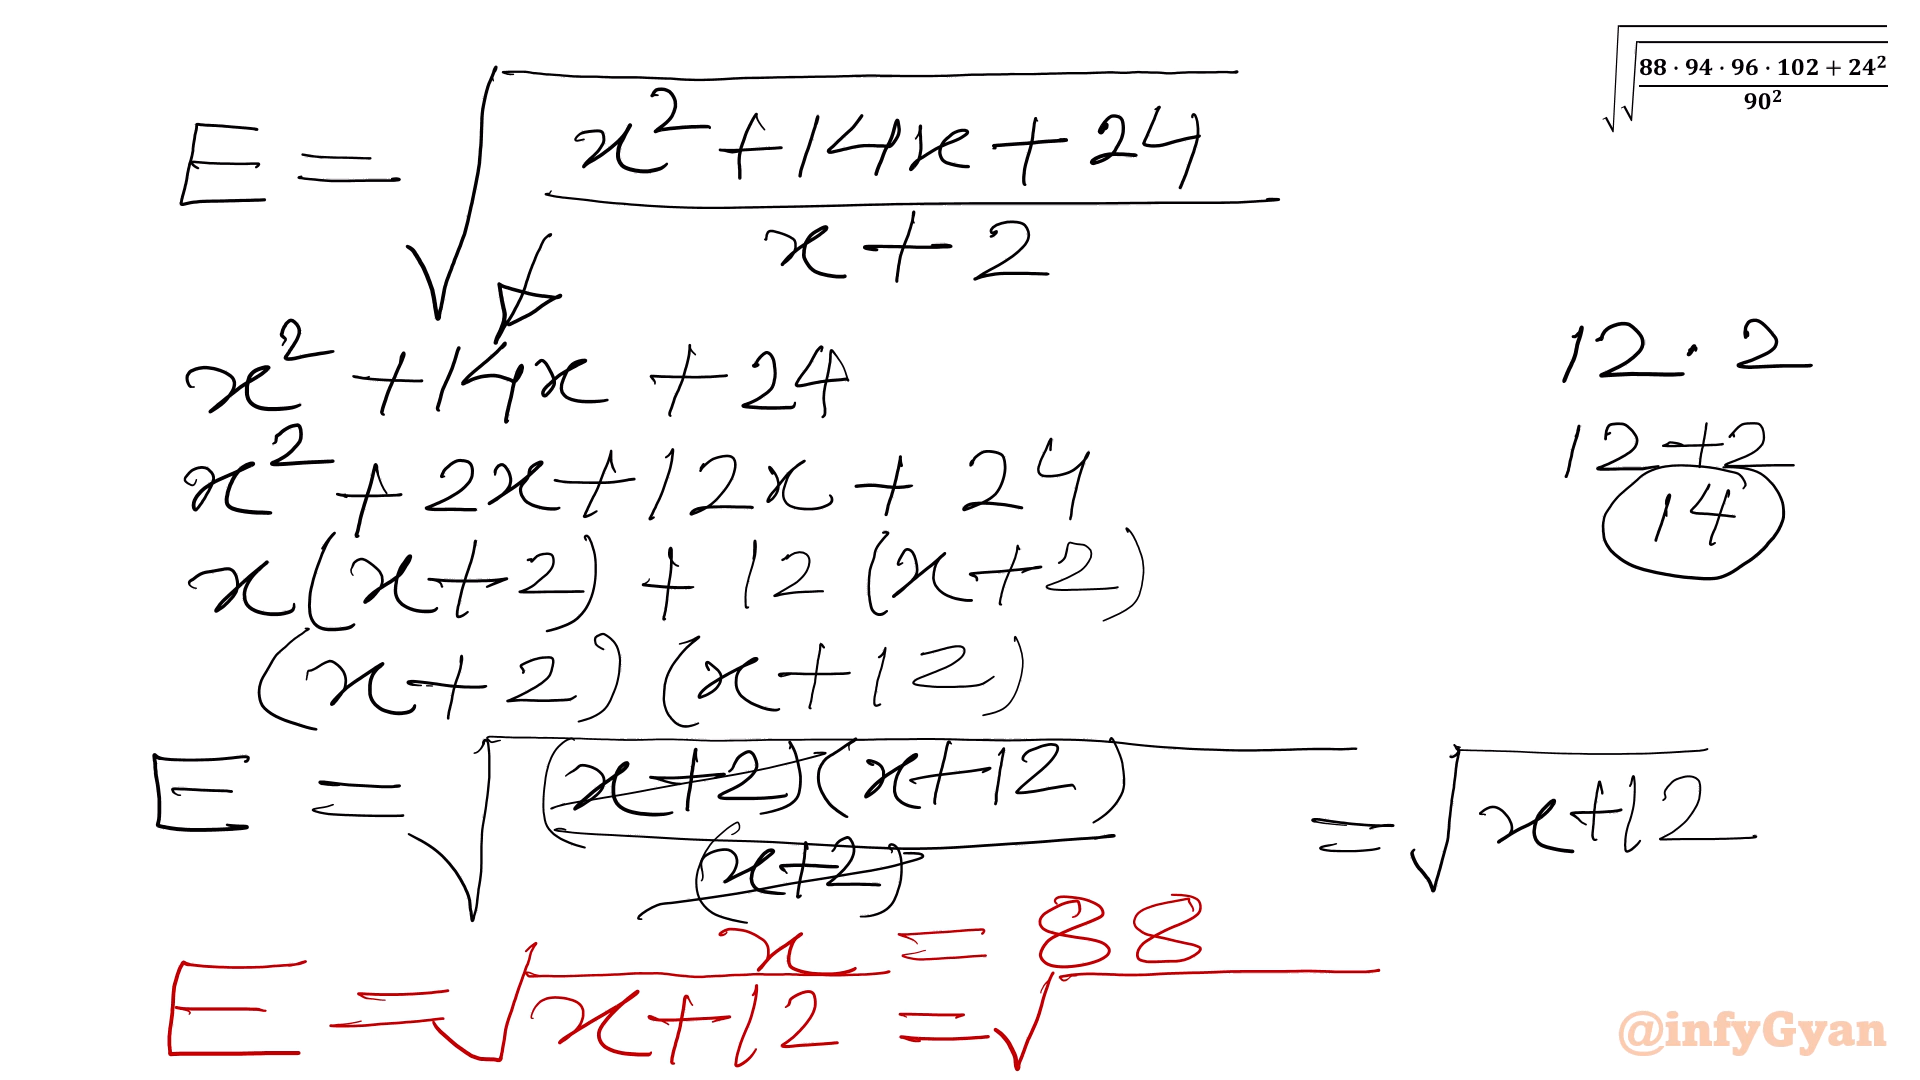 √√((88 · 94 · 96 · 102 + 24²)/90²)
E = √((x² + 14x + 24)/(x + 2))
x² + 14x + 24
12 · 2
x² + 2x + 12x + 24
12 + 2
14
x(x+2) + 12(x+2)
(x+2)(x+12)
E = √((x+2)(x+12)/(x+2)) = √(x+12)
x = 88
E = √(x+12) = √
@infyGyan